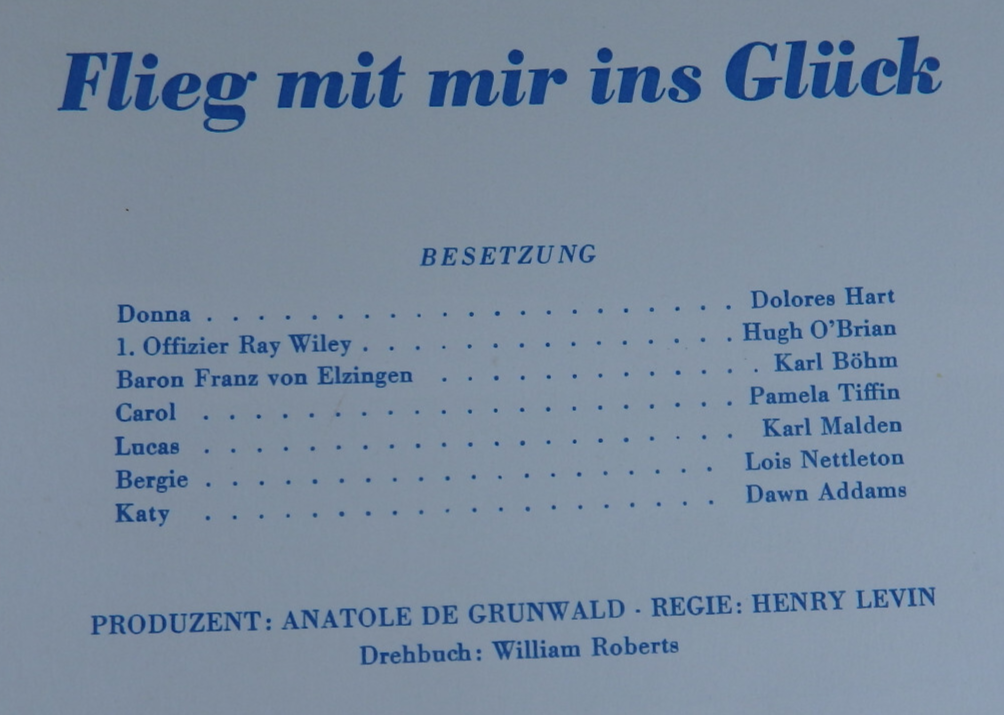 Flieg mit mir ins Glück
BESETZUNG
Donna . . . . . . . . . . . . . . . . . . . . Dolores Hart
1. Offizier Ray Wiley . . . . . . . . . . . . . . . Hugh O'Brian
Baron Franz von Elzingen . . . . . . . . . . . . . Karl Böhm
Carol . . . . . . . . . . . . . . . . . . . . Pamela Tiffin
Lucas . . . . . . . . . . . . . . . . . . . . Karl Malden
Bergie . . . . . . . . . . . . . . . . . . . . Lois Nettleton
Katy . . . . . . . . . . . . . . . . . . . . Dawn Addams
PRODUZENT: ANATOLE DE GRUNWALD · REGIE: HENRY LEVIN
Drehbuch: William Roberts